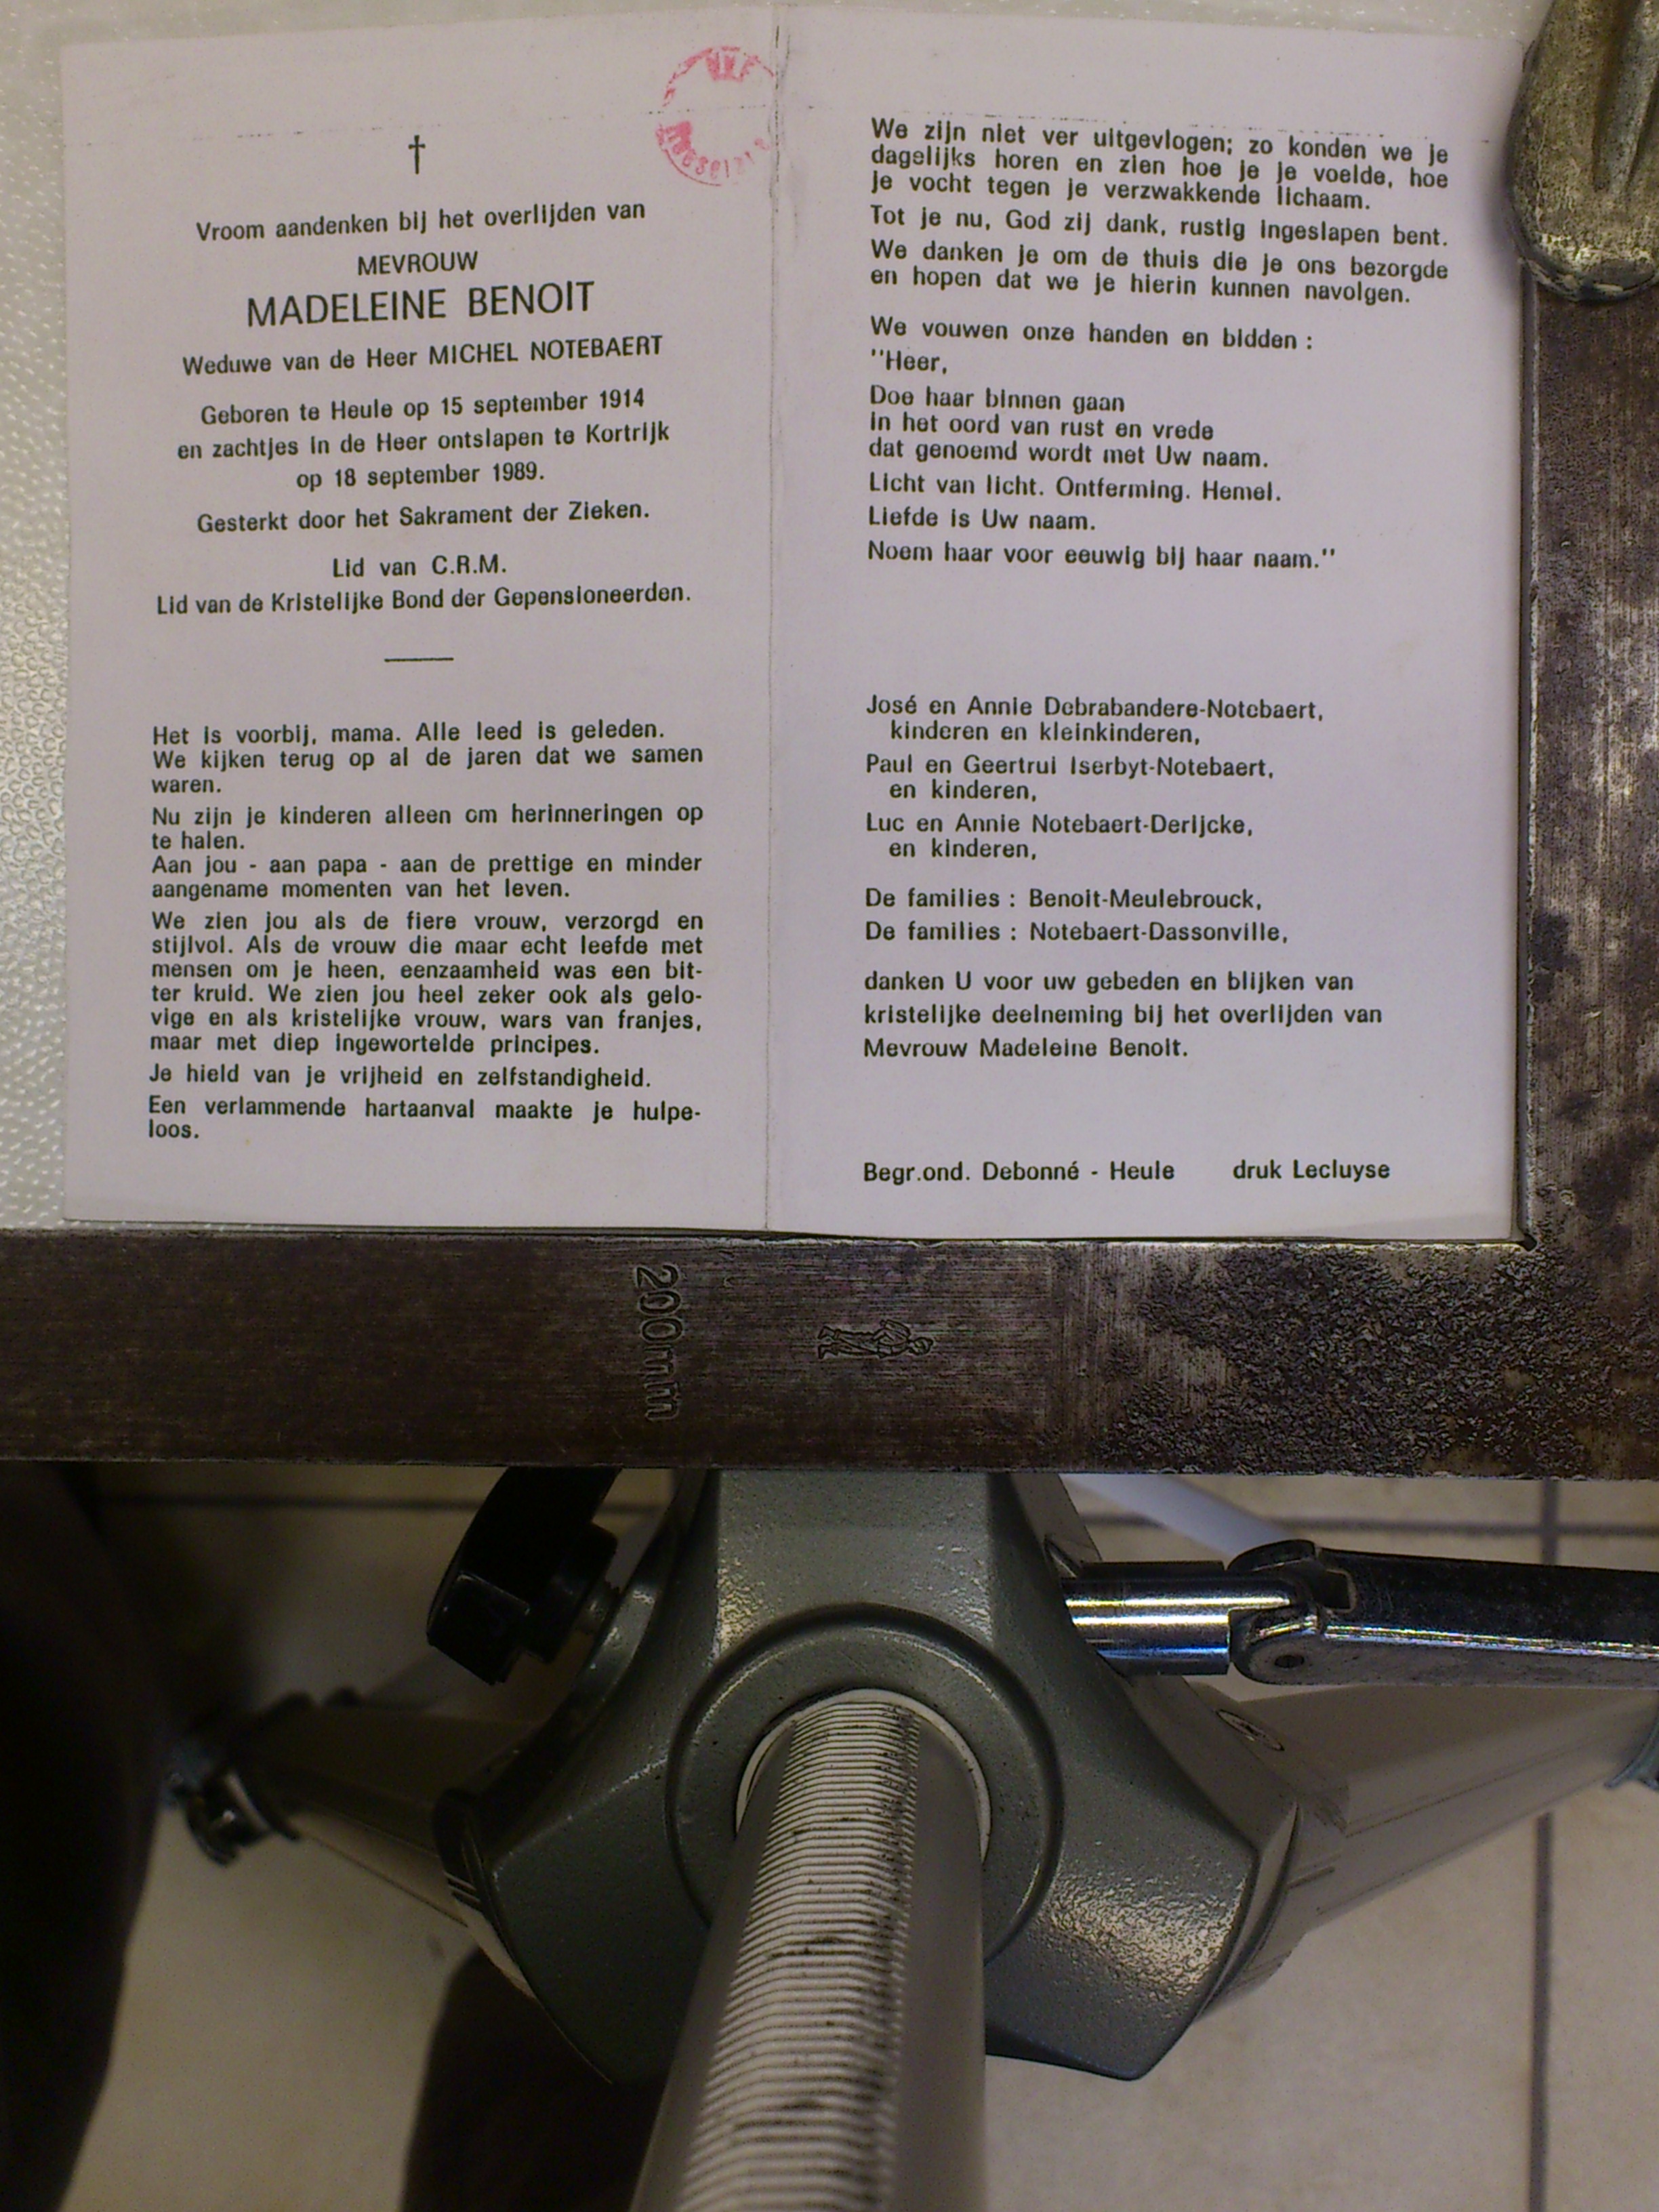 †
Vroom aandenken bij het overlijden van
MEVROUW
MADELEINE BENOIT
Weduwe van de Heer MICHEL NOTEBAERT
Geboren te Heule op 15 september 1914
en zachtjes in de Heer ontslapen te Kortrijk
op 18 september 1989.
Gesterkt door het Sakrament der Zieken.
Lid van C.R.M.
Lid van de Kristelijke Bond der Gepensioneerden.
Het is voorbij, mama. Alle leed is geleden.
We kijken terug op al de jaren dat we samen
waren.
Nu zijn je kinderen alleen om herinneringen op
te halen.
Aan jou - aan papa - aan de prettige en minder
aangename momenten van het leven.
We zien jou als de fiere vrouw, verzorgd en
stijlvol. Als de vrouw die maar echt leefde met
mensen om je heen, eenzaamheid was een bit-
ter kruid. We zien jou heel zeker ook als gelo-
vige en als kristelijke vrouw, wars van franjes,
maar met diep ingewortelde principes.
Je hield van je vrijheid en zelfstandigheid.
Een verlammende hartaanval maakte je hulpe-
loos.
We zijn niet ver uitgevlogen; zo konden we je
dagelijks horen en zien hoe je je voelde, hoe
je vocht tegen je verzwakkende lichaam.
Tot je nu, God zij dank, rustig ingeslapen bent.
We danken je om de thuis die je ons bezorgde
en hopen dat we je hierin kunnen navolgen.
We vouwen onze handen en bidden :
''Heer,
Doe haar binnen gaan
in het oord van rust en vrede
dat genoemd wordt met Uw naam.
Licht van licht. Ontferming. Hemel.
Liefde is Uw naam.
Noem haar voor eeuwig bij haar naam.''
José en Annie Debrabandere-Notebaert,
kinderen en kleinkinderen,
Paul en Geertrui Iserbyt-Notebaert,
en kinderen,
Luc en Annie Notebaert-Derijcke,
en kinderen,
De families : Benoit-Meulebrouck,
De families : Notebaert-Dassonville,
danken U voor uw gebeden en blijken van
kristelijke deelneming bij het overlijden van
Mevrouw Madeleine Benoit.
Begr.ond. Debonné - Heule druk Lecluyse
200mm